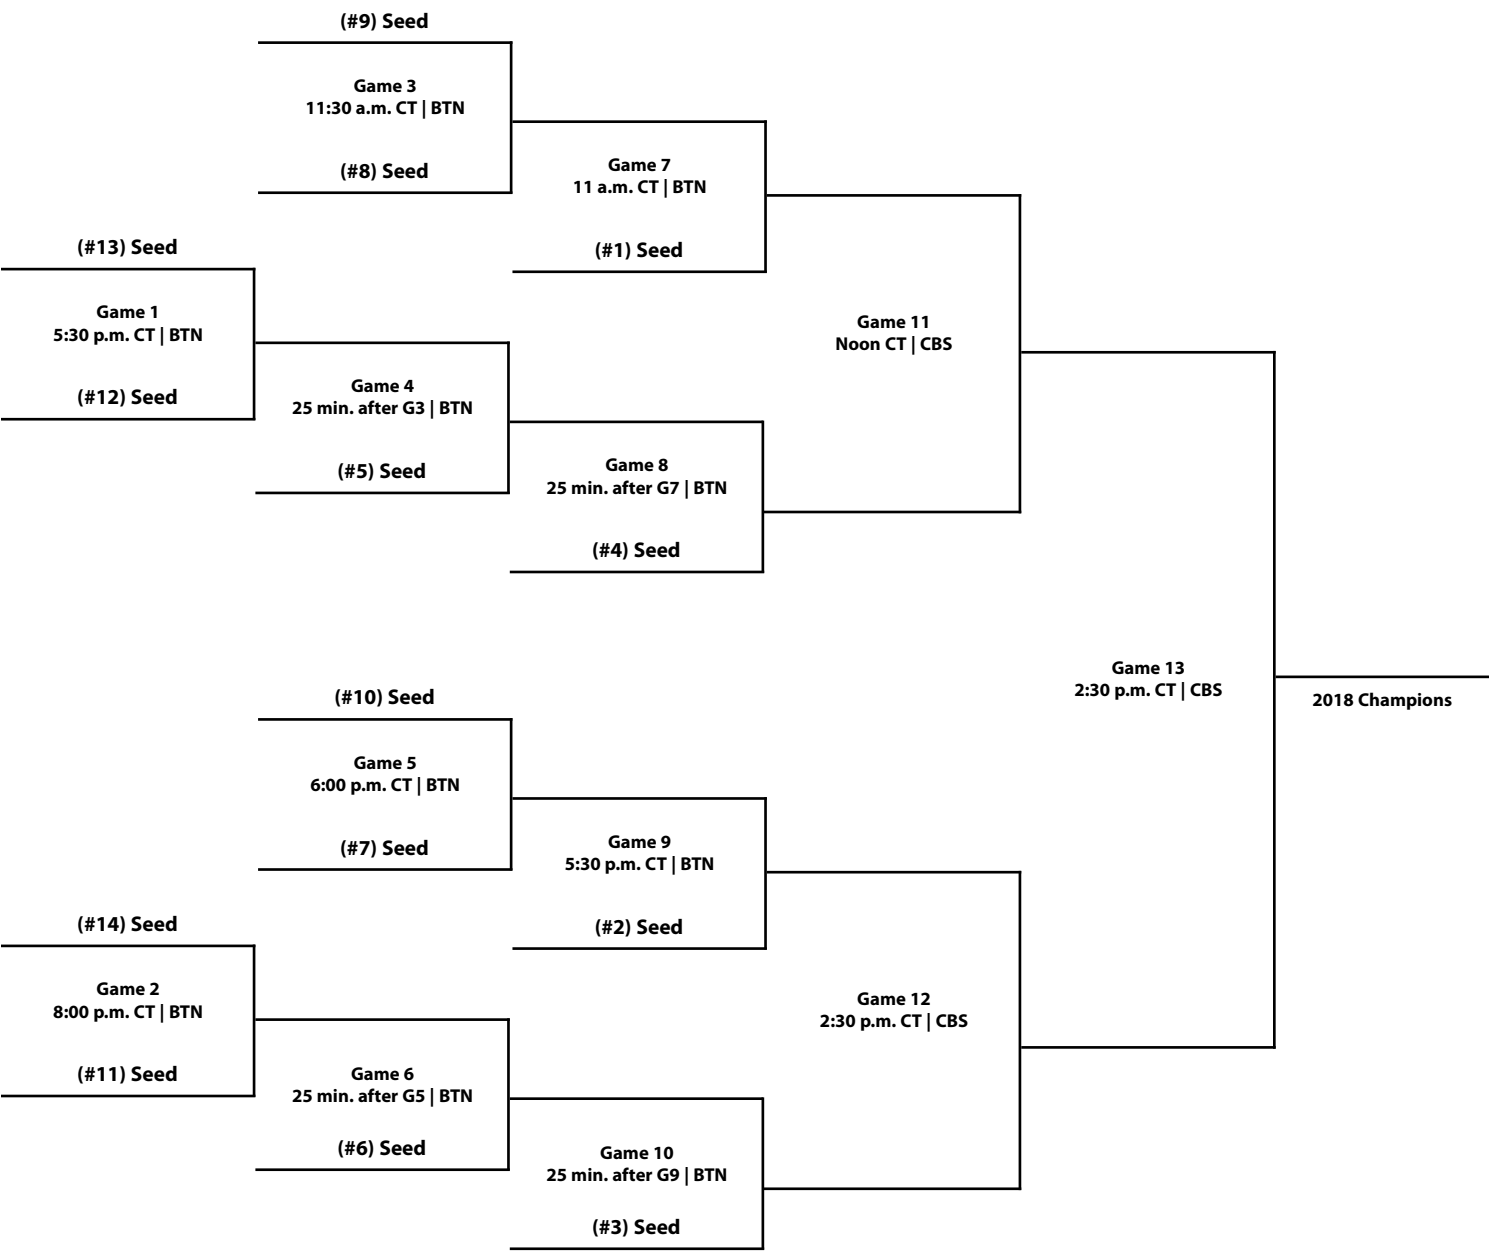 (#9) Seed
Game 3
11:30 a.m. CT | BTN
(#8) Seed
Game 7
11 a.m. CT | BTN
(#1) Seed
(#13) Seed
Game 1
5:30 p.m. CT | BTN
(#12) Seed
Game 4
25 min. after G3 | BTN
(#5) Seed
Game 8
25 min. after G7 | BTN
(#4) Seed
Game 11
Noon CT | CBS
(#10) Seed
Game 5
6:00 p.m. CT | BTN
(#7) Seed
Game 9
5:30 p.m. CT | BTN
(#2) Seed
(#14) Seed
Game 2
8:00 p.m. CT | BTN
(#11) Seed
Game 6
25 min. after G5 | BTN
(#6) Seed
Game 10
25 min. after G9 | BTN
(#3) Seed
Game 12
2:30 p.m. CT | CBS
Game 13
2:30 p.m. CT | CBS
2018 Champions